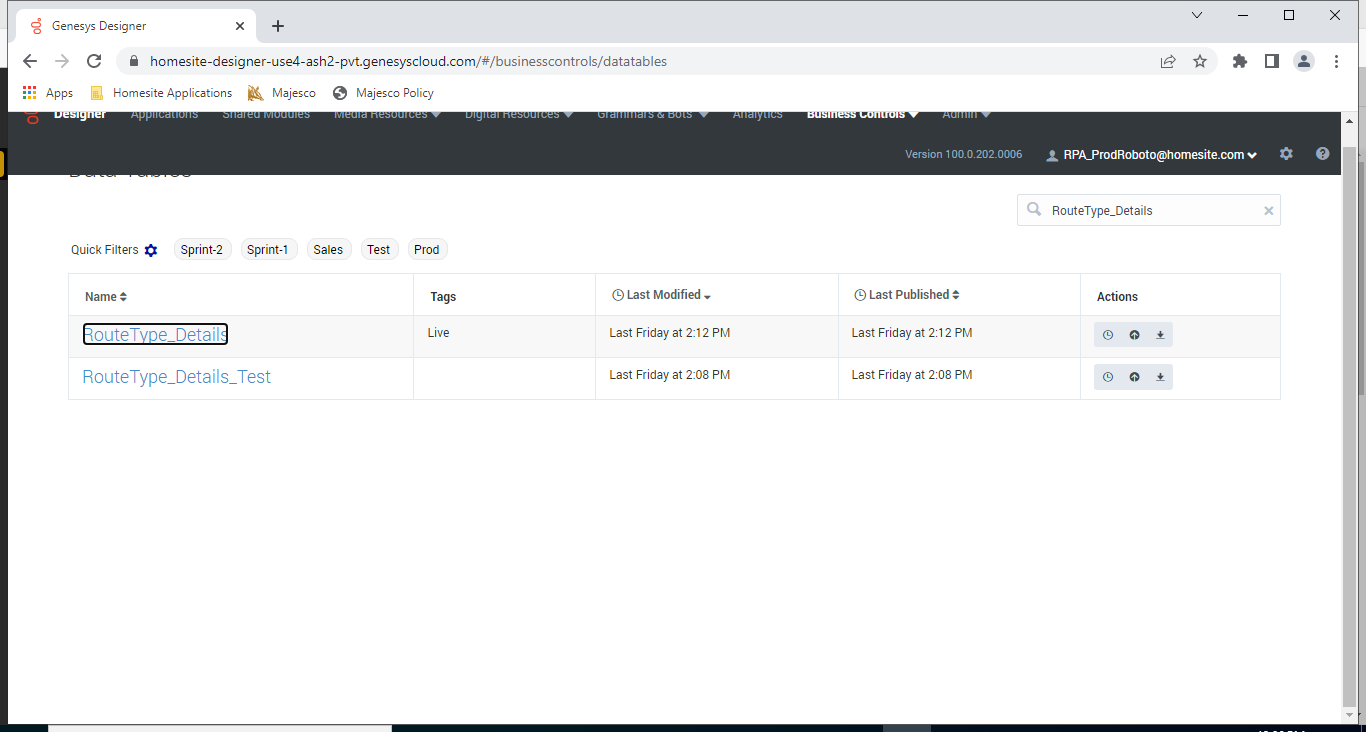 Genesys Designer
homesite-designer-use4-ash2-pvt.genesyscloud.com/#/businesscontrols/datatables
Apps Homesite Applications Majesco Majesco Policy
Designer Applications Shared Modules Media Resources Digital Resources Grammars & Bots Analytics Business Controls Admin
Version 100.0.202.0006 RPA_ProdRoboto@homesite.com
Data Tables
RouteType_Details
Quick Filters Sprint-2 Sprint-1 Sales Test Prod
Name Tags Last Modified Last Published Actions
RouteType_Details Live Last Friday at 2:12 PM Last Friday at 2:12 PM
RouteType_Details_Test Last Friday at 2:08 PM Last Friday at 2:08 PM